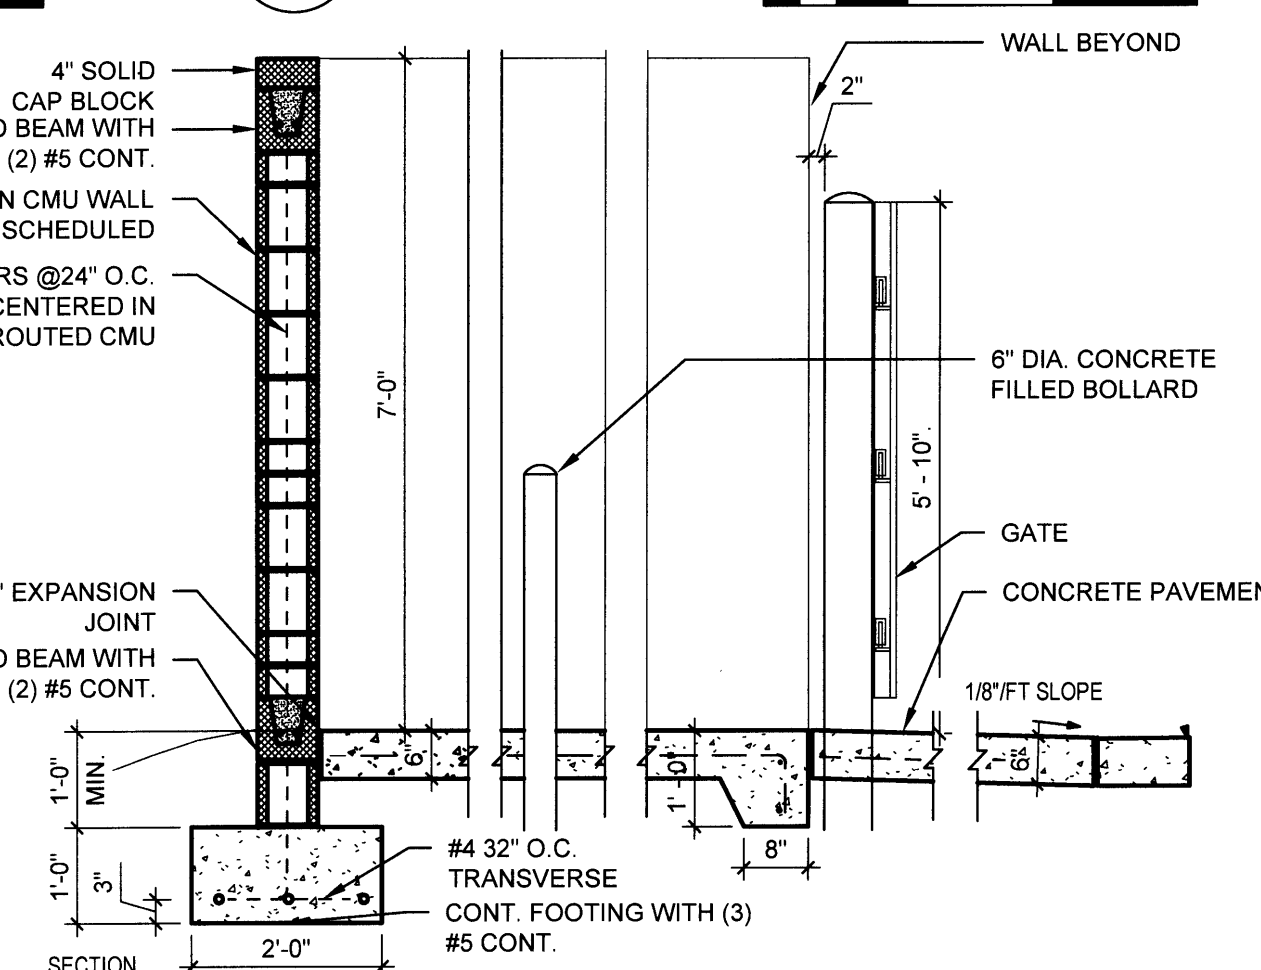 4" SOLID
CAP BLOCK
BEAM WITH
(2) #5 CONT.
CMU WALL
SCHEDULED
@24" O.C.
CENTERED IN
CMU
EXPANSION
JOINT
BEAM WITH
(2) #5 CONT.
7'-0"
WALL BEYOND
2"
6" DIA. CONCRETE
FILLED BOLLARD
5' - 10".
GATE
CONCRETE
1/8"/FT SLOPE
6"
6"
1'-0"
MIN.
1' -0"
8"
1'-0"
3"
#4 32" O.C.
TRANSVERSE
CONT. FOOTING WITH (3)
#5 CONT.
2'-0"
SECTION